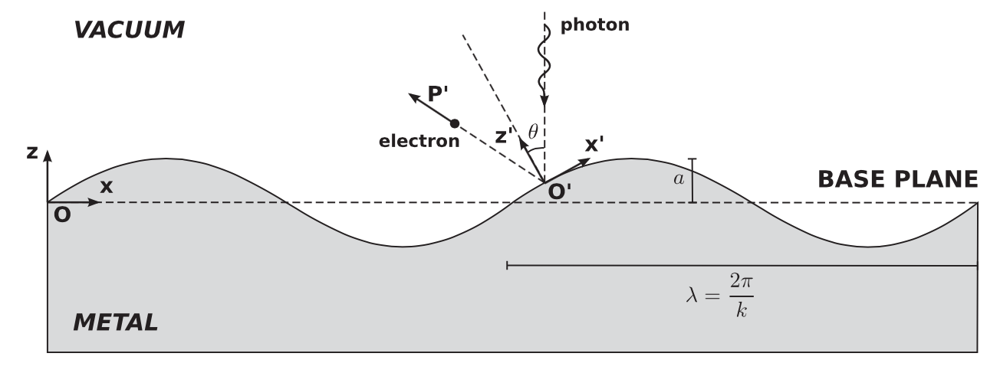 VACUUM
photon
P'
electron
z'
θ
x'
z
x
O
O'
a
BASE PLANE
λ = 2π/k
METAL